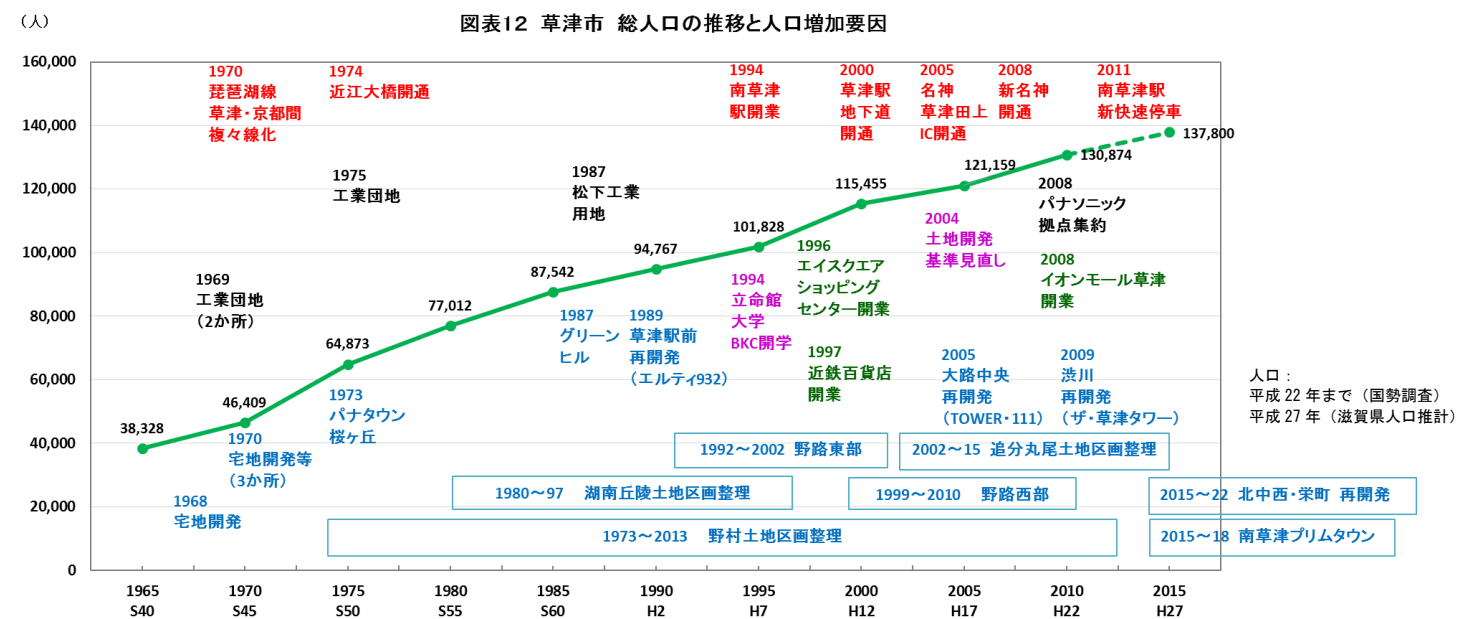 (人)
図表12 草津市 総人口の推移と人口増加要因
160,000
140,000
120,000
100,000
80,000
60,000
40,000
20,000
0
1970
琵琶湖線
草津・京都間
複々線化
1974
近江大橋開通
1994
南草津
駅開業
2000
草津駅
地下道
開通
2005
名神
草津田上
IC開通
2008
新名神
開通
2011
南草津駅
新快速停車
1969
工業団地
(2か所)
1975
工業団地
1987
松下工業
用地
2008
パナソニック
拠点集約
38,328
46,409
64,873
77,012
87,542
94,767
101,828
115,455
121,159
130,874
137,800
1994
立命館
大学
BKC開学
2004
土地開発
基準見直し
1996
エイスクエア
ショッピング
センター開業
1997
近鉄百貨店
開業
2008
イオンモール草津
開業
1968
宅地開発
1970
宅地開発等
(3か所)
1973
パナタウン
桜ヶ丘
1987
グリーン
ヒル
1989
草津駅前
再開発
(エルティ932)
2005
大路中央
再開発
(TOWER・111)
2009
渋川
再開発
(ザ・草津タワー)
1992～2002 野路東部
2002～15 追分丸尾土地区画整理
1980～97 湖南丘陵土地区画整理
1999～2010 野路西部
2015～22 北中西・栄町 再開発
1973～2013 野村土地区画整理
2015～18 南草津プリムタウン
1965 1970 1975 1980 1985 1990 1995 2000 2005 2010 2015
S40 S45 S50 S55 S60 H2 H7 H12 H17 H22 H27
人口：
平成22年まで(国勢調査)
平成27年(滋賀県人口推計)